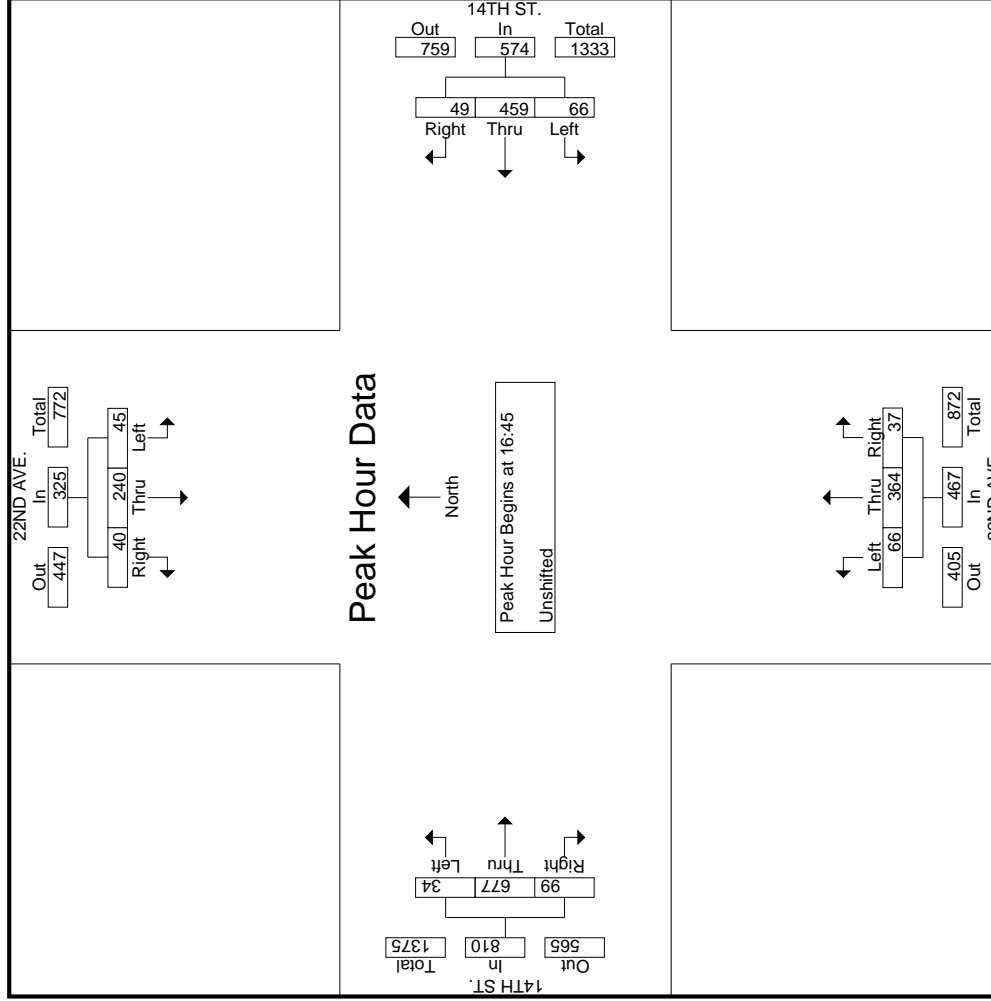 14TH ST.
Out In Total
759 574 1333
49 459 66
Right Thru Left
22ND AVE.
Out In Total
447 325 772
40 240 45
Right Thru Left
Peak Hour Data
North
Peak Hour Begins at 16:45
Unshifted
Left Thru Right
66 364 37
405 467 872
Out In Total
14TH ST.
Out In Total
565 810 1375
99 677 34
Right Thru Left